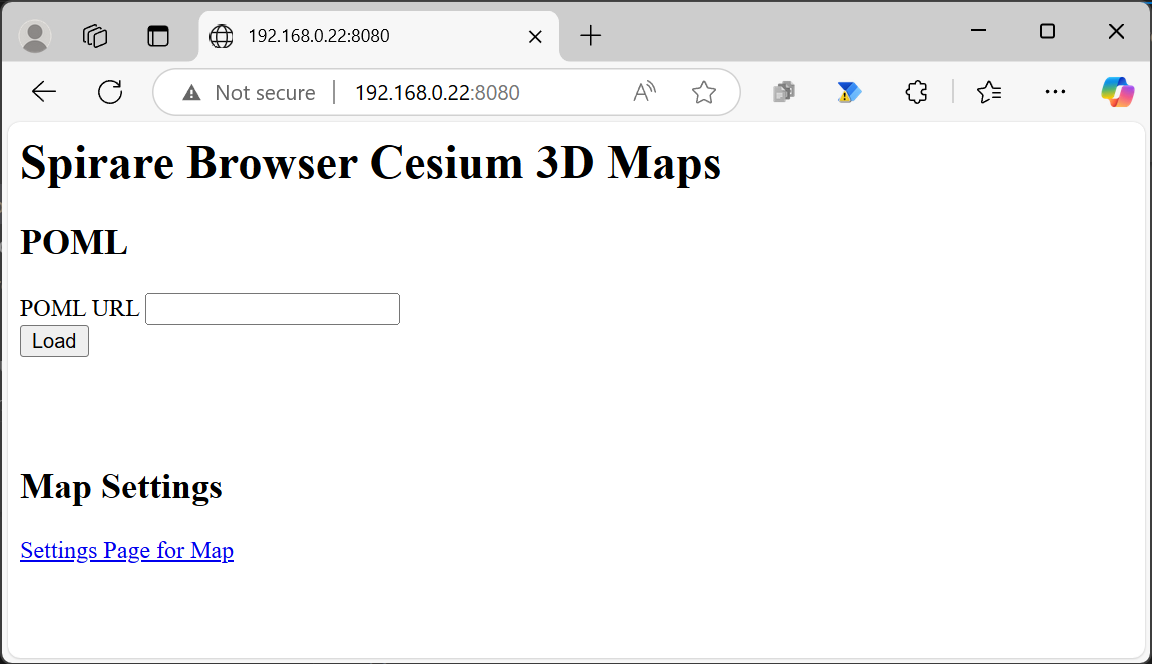 192.168.0.22:8080
Not secure 192.168.0.22:8080
Spirare Browser Cesium 3D Maps
POML
POML URL
Load
Map Settings
Settings Page for Map